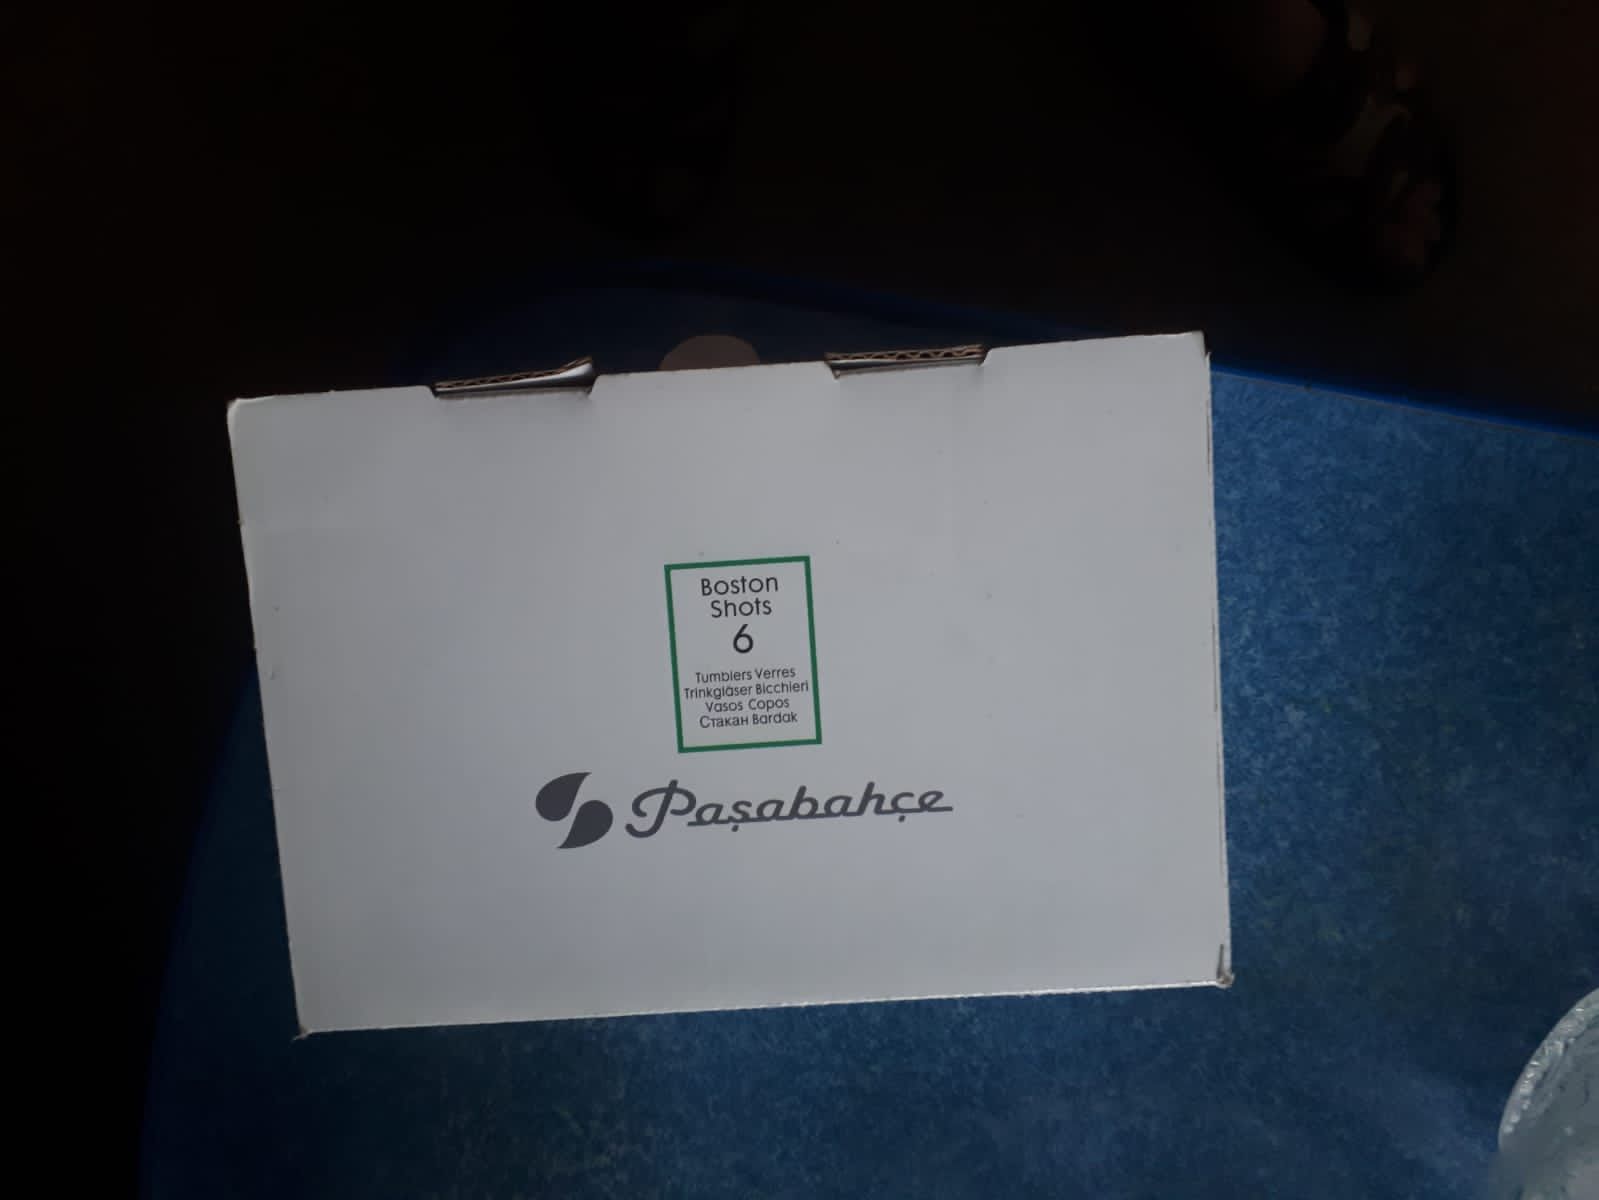 Boston
Shots
6
Tumblers Verres
Trinkgläser Bicchieri
Vasos Copos
Стакан Bardak
Paşabahçe